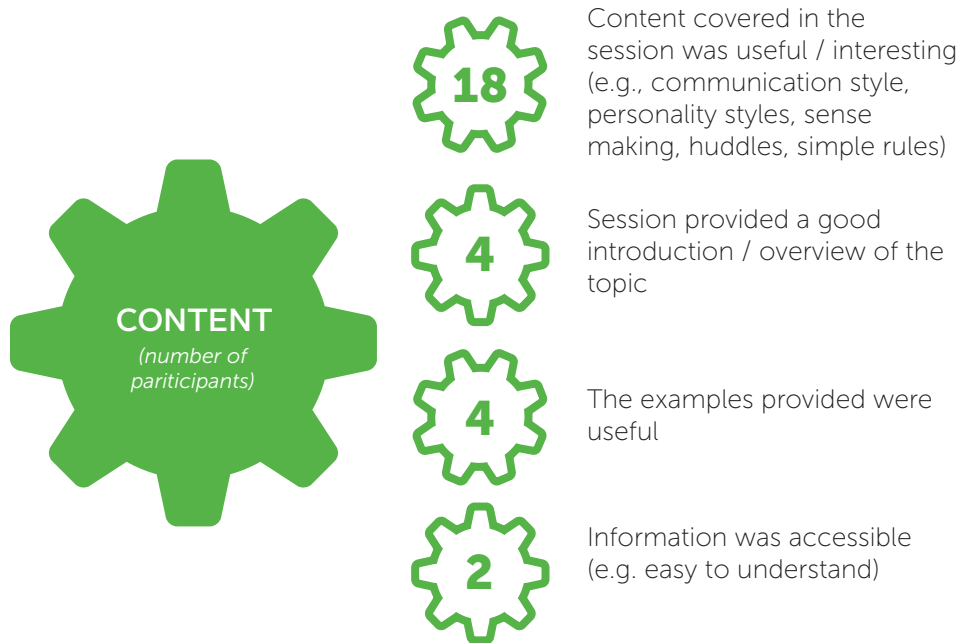 CONTENT
(number of
pariticipants)
18
Content covered in the
session was useful / interesting
(e.g., communication style,
personality styles, sense
making, huddles, simple rules)
4
Session provided a good
introduction / overview of the
topic
4
The examples provided were
useful
2
Information was accessible
(e.g. easy to understand)